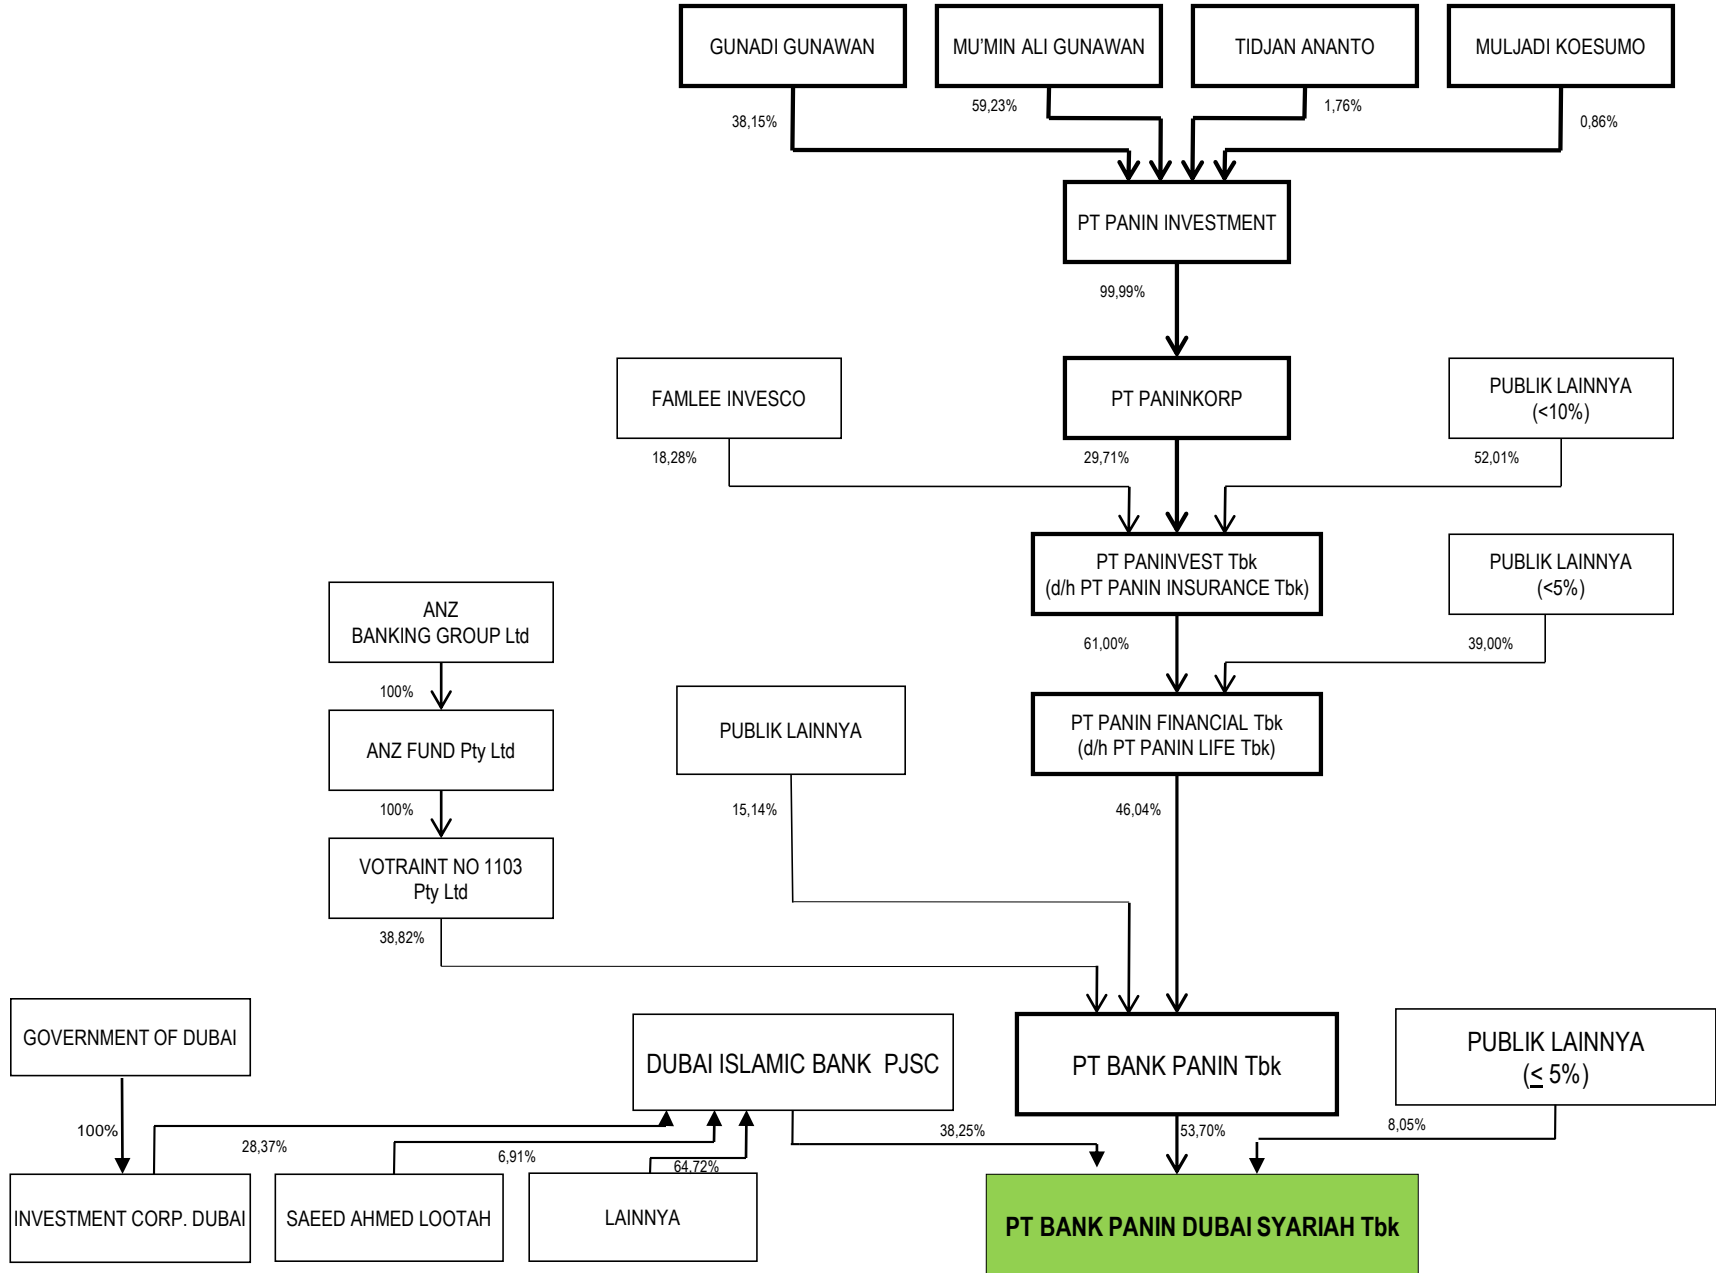 GUNADI GUNAWAN
MU’MIN ALI GUNAWAN
TIDJAN ANANTO
MULJADI KOESUMO
38,15%
59,23%
1,76%
0,86%
PT PANIN INVESTMENT
99,99%
FAMLEE INVESCO
PT PANINKORP
PUBLIK LAINNYA
(<10%)
18,28%
29,71%
52,01%
PT PANINVEST Tbk
(d/h PT PANIN INSURANCE Tbk)
PUBLIK LAINNYA
(<5%)
ANZ
BANKING GROUP Ltd
61,00%
39,00%
100%
ANZ FUND Pty Ltd
PUBLIK LAINNYA
PT PANIN FINANCIAL Tbk
(d/h PT PANIN LIFE Tbk)
100%
15,14%
46,04%
VOTRAINT NO 1103
Pty Ltd
38,82%
GOVERNMENT OF DUBAI
DUBAI ISLAMIC BANK PJSC
PT BANK PANIN Tbk
PUBLIK LAINNYA
(≤ 5%)
100%
28,37%
6,91%
64,72%
38,25%
53,70%
8,05%
INVESTMENT CORP. DUBAI
SAEED AHMED LOOTAH
LAINNYA
PT BANK PANIN DUBAI SYARIAH Tbk